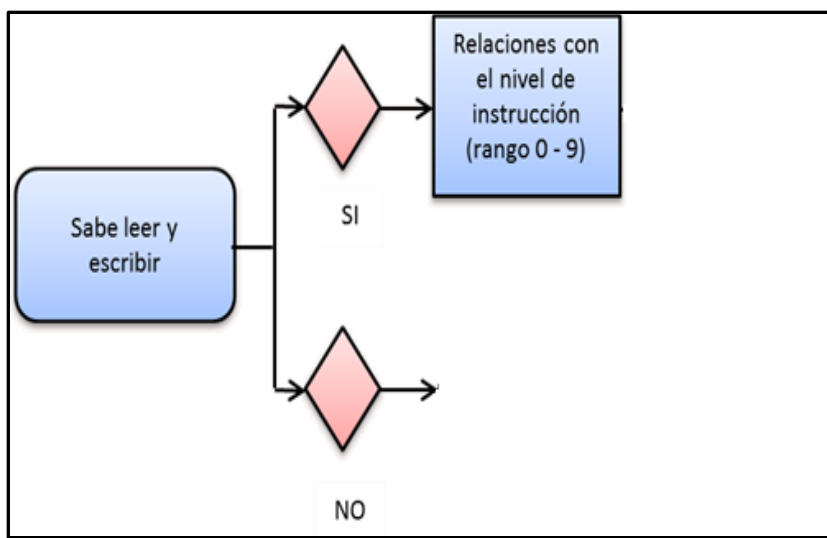 Relaciones con
el nivel de
instrucción
(rango 0 - 9)
SI
Sabe leer y
escribir
NO